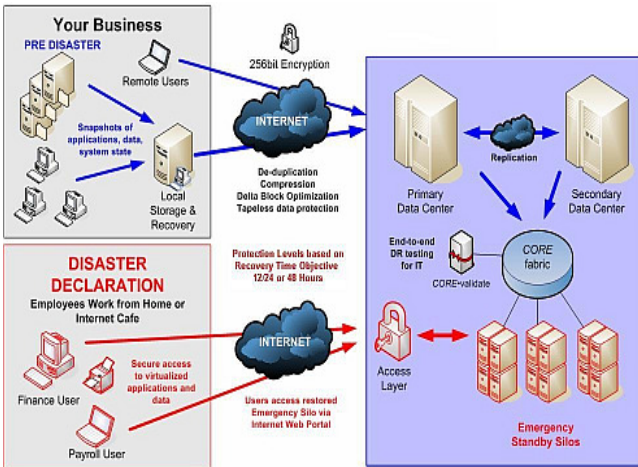 Your Business
PRE DISASTER
Remote Users
Snapshots of
applications, data,
system state
Local
Storage &
Recovery
256bit Encryption
INTERNET
De-duplication
Compression
Delta Block Optimization
Tapeless data protection
Primary
Data Center
Replication
Secondary
Data Center
End-to-end
DR testing
for IT
CORE-validate
CORE
fabric
DISASTER
DECLARATION
Employees Work from Home or
Internet Cafe
Finance User
Secure access
to virtualized
applications and
data
Payroll User
Protection Levels based on
Recovery Time Objective
12/24 or 48 Hours
INTERNET
Users access restored
Emergency Silo via
Internet Web Portal
Access
Layer
Emergency
Standby Silos